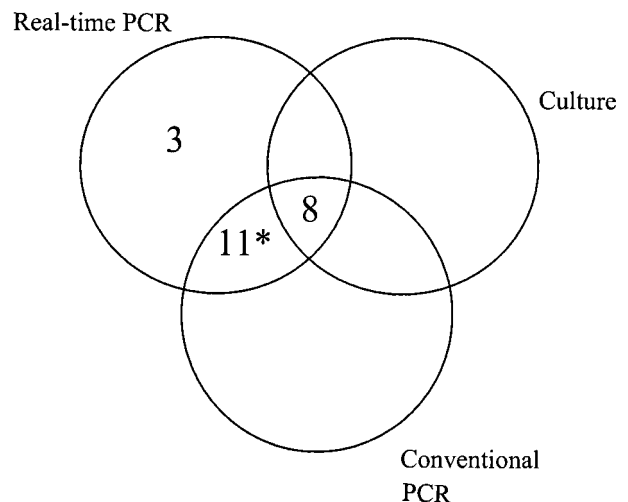 Real-time PCR
Culture
3
8
11*
Conventional
PCR